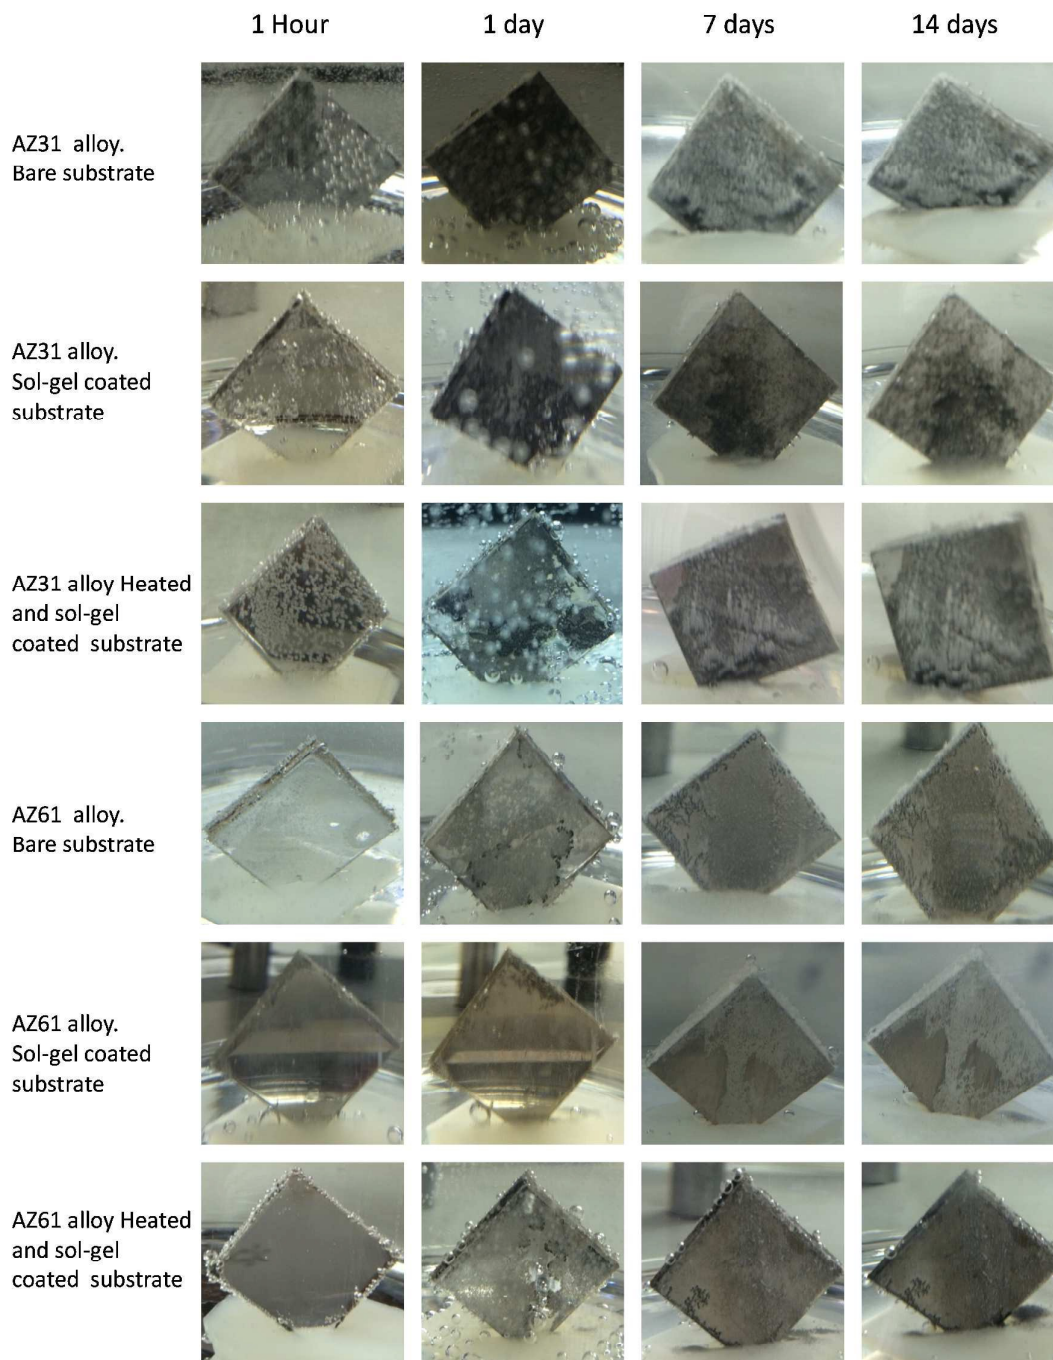 1 Hour 1 day 7 days 14 days
AZ31 alloy.
Bare substrate
AZ31 alloy.
Sol-gel coated
substrate
AZ31 alloy Heated
and sol-gel
coated substrate
AZ61 alloy.
Bare substrate
AZ61 alloy.
Sol-gel coated
substrate
AZ61 alloy Heated
and sol-gel
coated substrate